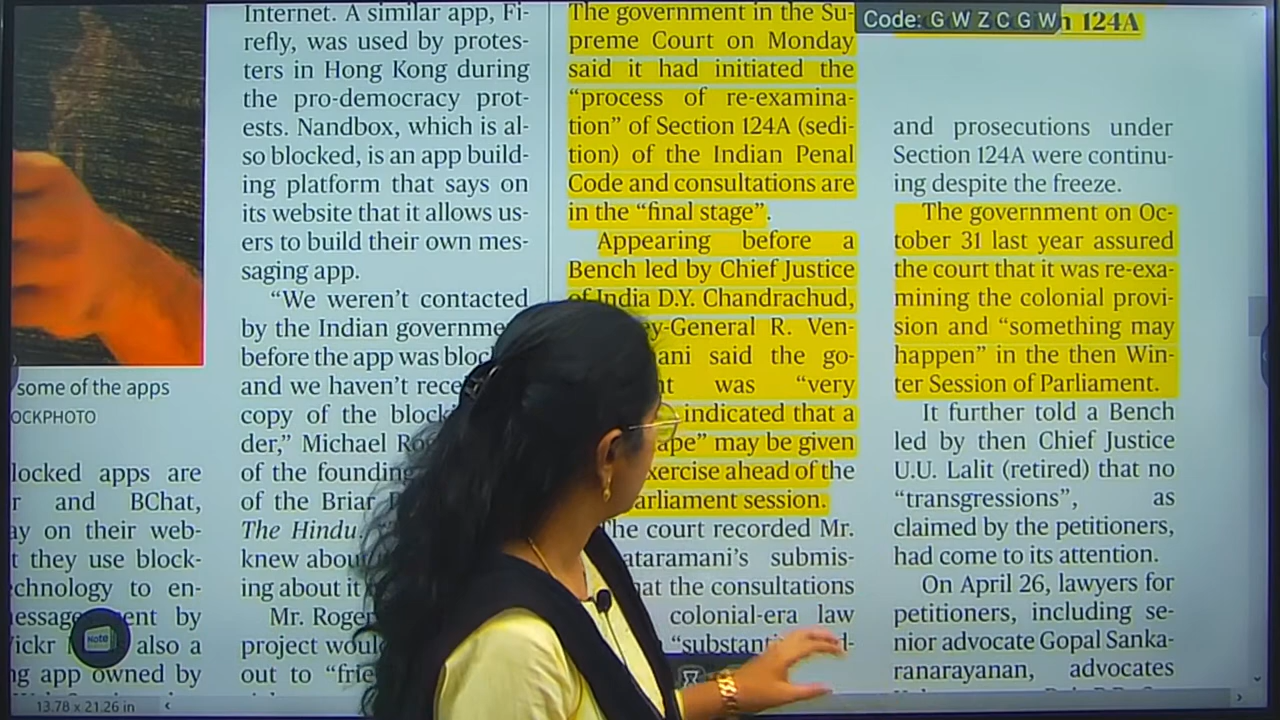 some of the apps
OCKPHOTO
locked apps are
r and BChat,
ay on their web-
t they use block-
echnology to en-
essage sent by
Vickr also a
ng app owned by
Internet. A similar app, Fi-
refly, was used by protes-
ters in Hong Kong during
the pro-democracy prot-
ests. Nandbox, which is al-
so blocked, is an app build-
ing platform that says on
its website that it allows us-
ers to build their own mes-
saging app.
“We weren’t contacted
by the Indian governme
before the app was bloc
and we haven’t rece
copy of the blocki
der,” Michael Rog
of the founding
of the Briar
The Hindu.
knew abou
ing about it
Mr. Roger
project woul
out to “frie
The government in the Su-
preme Court on Monday
said it had initiated the
“process of re-examina-
tion” of Section 124A (sedi-
tion) of the Indian Penal
Code and consultations are
in the “final stage”.
Appearing before a
Bench led by Chief Justice
of India D.Y. Chandrachud,
ey-General R. Ven-
ani said the go-
t was “very
indicated that a
ape” may be given
xercise ahead of the
arliament session.
The court recorded Mr.
ataramani’s submis-
at the consultations
colonial-era law
“substanti
Code: G W Z C G W n 124A
and prosecutions under
Section 124A were continu-
ing despite the freeze.
The government on Oc-
tober 31 last year assured
the court that it was re-exa-
mining the colonial provi-
sion and “something may
happen” in the then Win-
ter Session of Parliament.
It further told a Bench
led by then Chief Justice
U.U. Lalit (retired) that no
“transgressions”, as
claimed by the petitioners,
had come to its attention.
On April 26, lawyers for
petitioners, including se-
nior advocate Gopal Sanka-
ranarayanan, advocates
Note
13.78 x 21.26 in